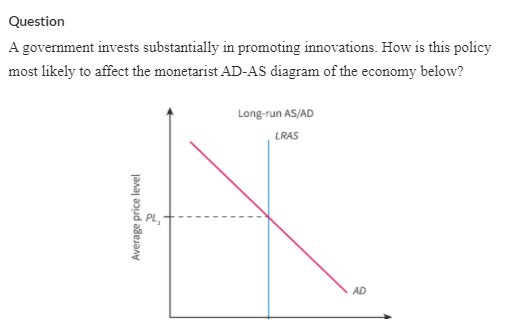 Question
A government invests substantially in promoting innovations. How is this policy
most likely to affect the monetarist AD-AS diagram of the economy below?
Long-run AS/AD
LRAS
Average price level
PL₁
AD